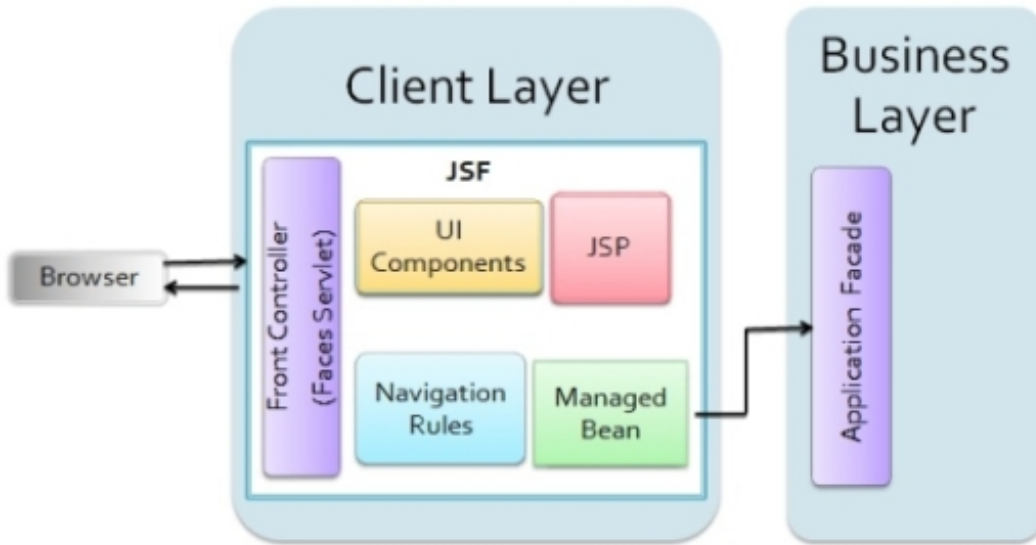 Client Layer
Business
Layer
JSF
Browser
Front Controller
(Faces Servlet)
UI
Components
JSP
Navigation
Rules
Managed
Bean
Application Facade